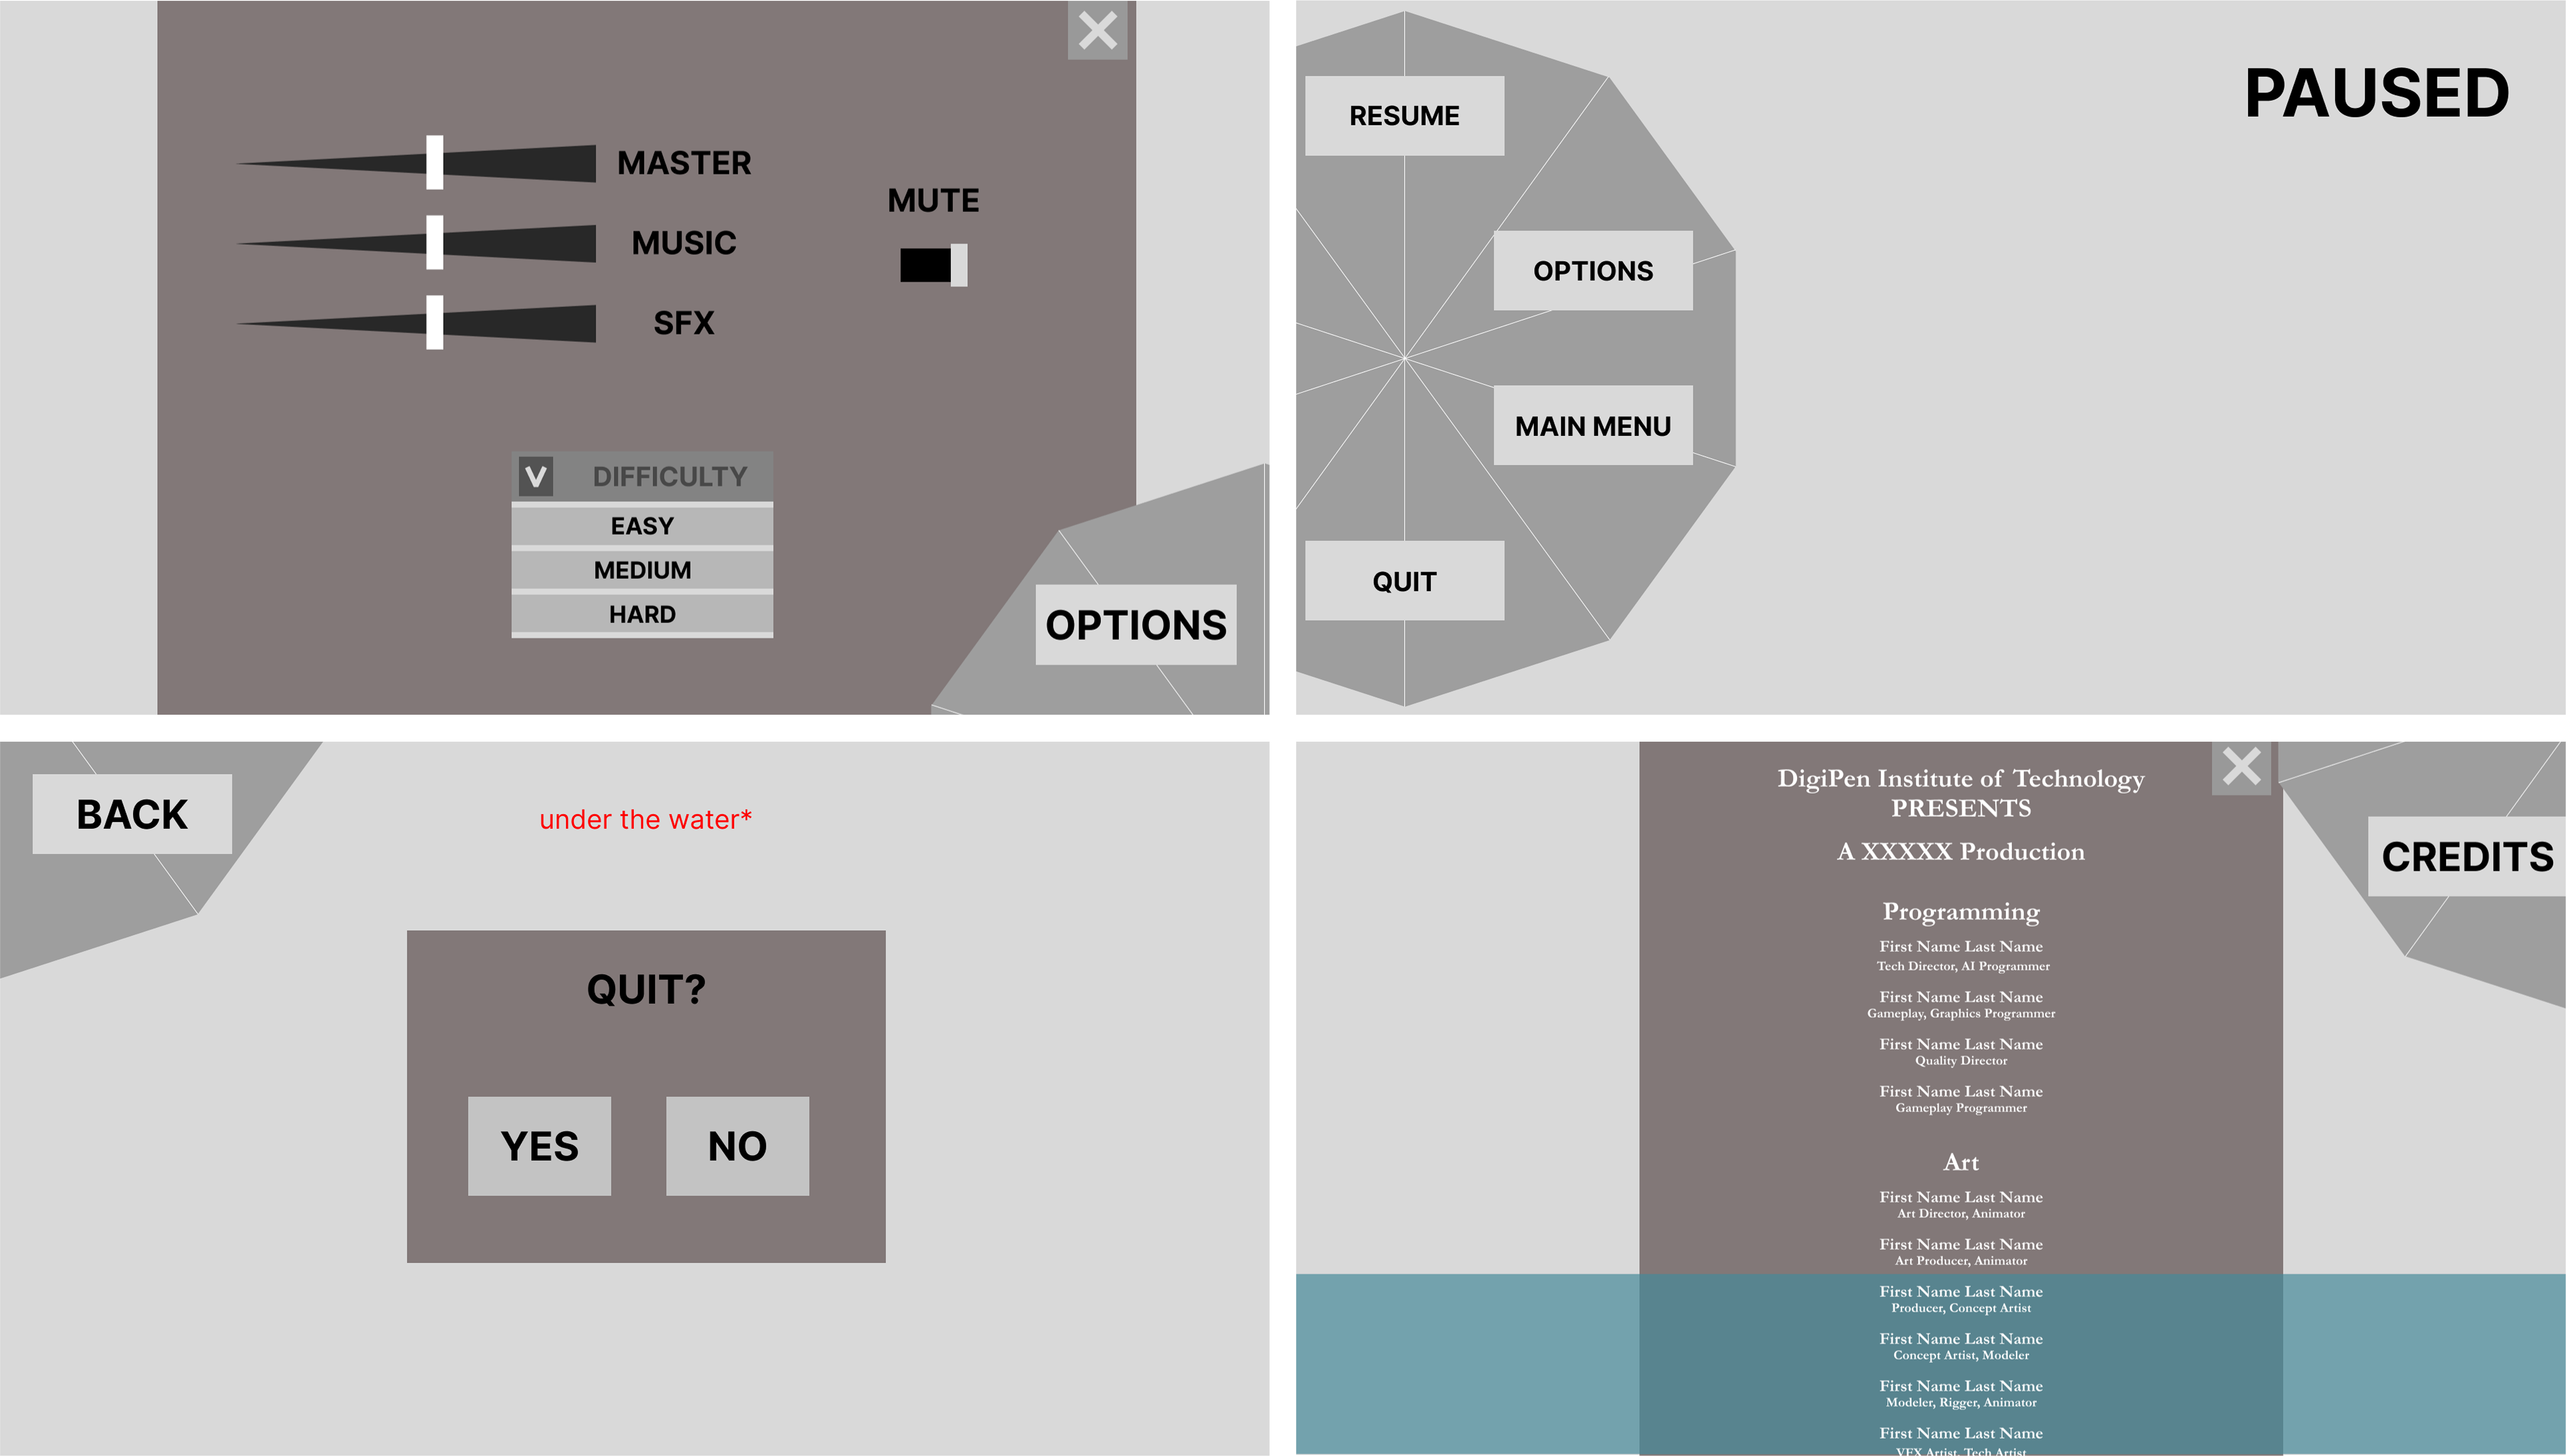 MASTER
MUSIC
SFX
MUTE
V DIFFICULTY
EASY
MEDIUM
HARD
OPTIONS
PAUSED
RESUME
OPTIONS
MAIN MENU
QUIT
BACK
under the water*
QUIT?
YES NO
DigiPen Institute of Technology
PRESENTS
A XXXXX Production
CREDITS
Programming
First Name Last Name
Tech Director, AI Programmer
First Name Last Name
Gameplay, Graphics Programmer
First Name Last Name
Quality Director
First Name Last Name
Gameplay Programmer
Art
First Name Last Name
Art Director, Animator
First Name Last Name
Art Producer, Animator
First Name Last Name
Producer, Concept Artist
First Name Last Name
Concept Artist, Modeler
First Name Last Name
Modeler, Rigger, Animator
First Name Last Name
VFX Artist, Tech Artist